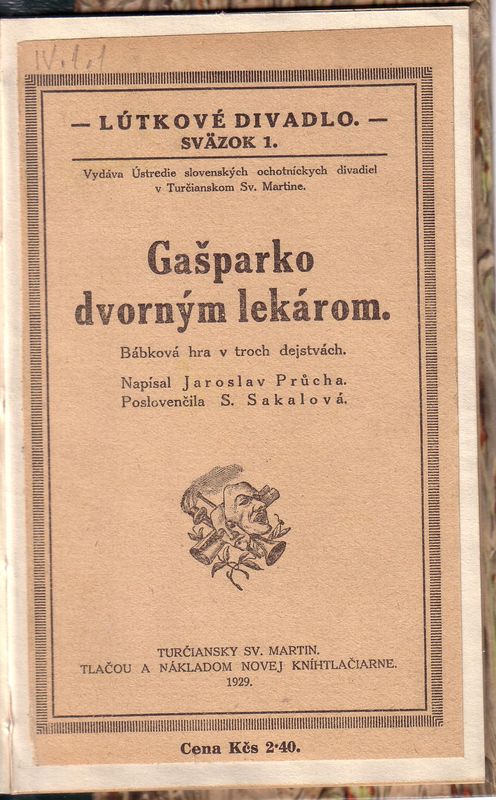 IV.1.1
— LÚTKOVÉ DIVADLO. —
SVÄZOK 1.
Vydáva Ústredie slovenských ochotníckych divadiel
v Turčianskom Sv. Martine.
Gašparko
dvorným lekárom.
Bábková hra v troch dejstvách.
Napísal Jaroslav Průcha.
Poslovenčila S. Sakalová.
TURČIANSKY SV. MARTIN.
TLAČOU A NÁKLADOM NOVEJ KNÍHTLAČIARNE.
1929.
Cena Kčs 2·40.